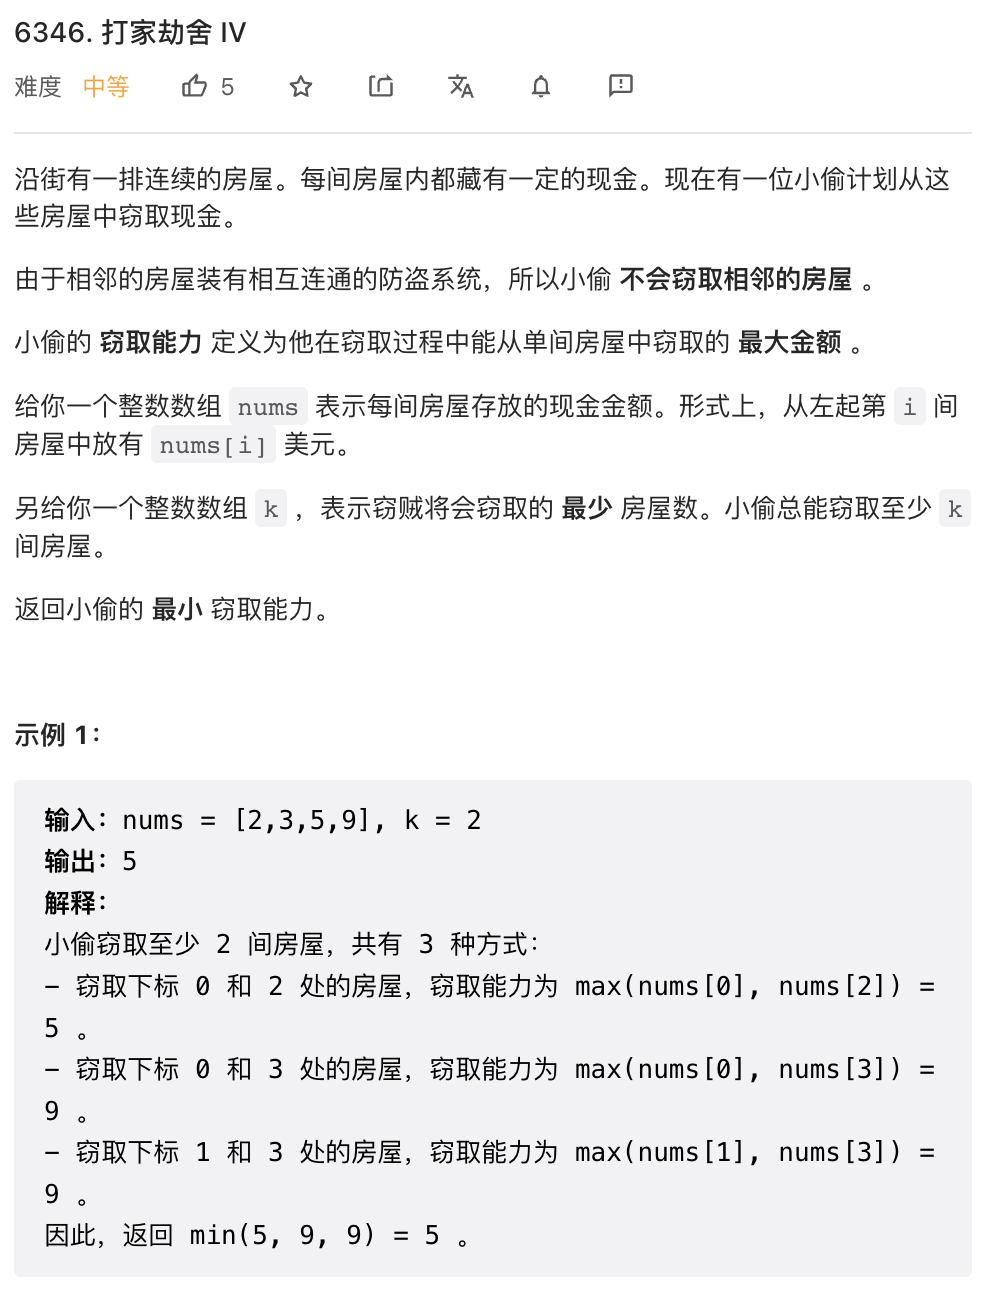 6346. 打家劫舍 IV
难度 中等 5
沿街有一排连续的房屋。每间房屋内都藏有一定的现金。现在有一位小偷计划从这
些房屋中窃取现金。
由于相邻的房屋装有相互连通的防盗系统，所以小偷 不会窃取相邻的房屋 。
小偷的 窃取能力 定义为他在窃取过程中能从单间房屋中窃取的 最大金额 。
给你一个整数数组 nums 表示每间房屋存放的现金金额。形式上，从左起第 i 间
房屋中放有 nums[i] 美元。
另给你一个整数数组 k ，表示窃贼将会窃取的 最少 房屋数。小偷总能窃取至少 k
间房屋。
返回小偷的 最小 窃取能力。
示例 1：
输入：nums = [2,3,5,9], k = 2
输出：5
解释：
小偷窃取至少 2 间房屋，共有 3 种方式：
- 窃取下标 0 和 2 处的房屋，窃取能力为 max(nums[0], nums[2]) =
5 。
- 窃取下标 0 和 3 处的房屋，窃取能力为 max(nums[0], nums[3]) =
9 。
- 窃取下标 1 和 3 处的房屋，窃取能力为 max(nums[1], nums[3]) =
9 。
因此，返回 min(5, 9, 9) = 5 。